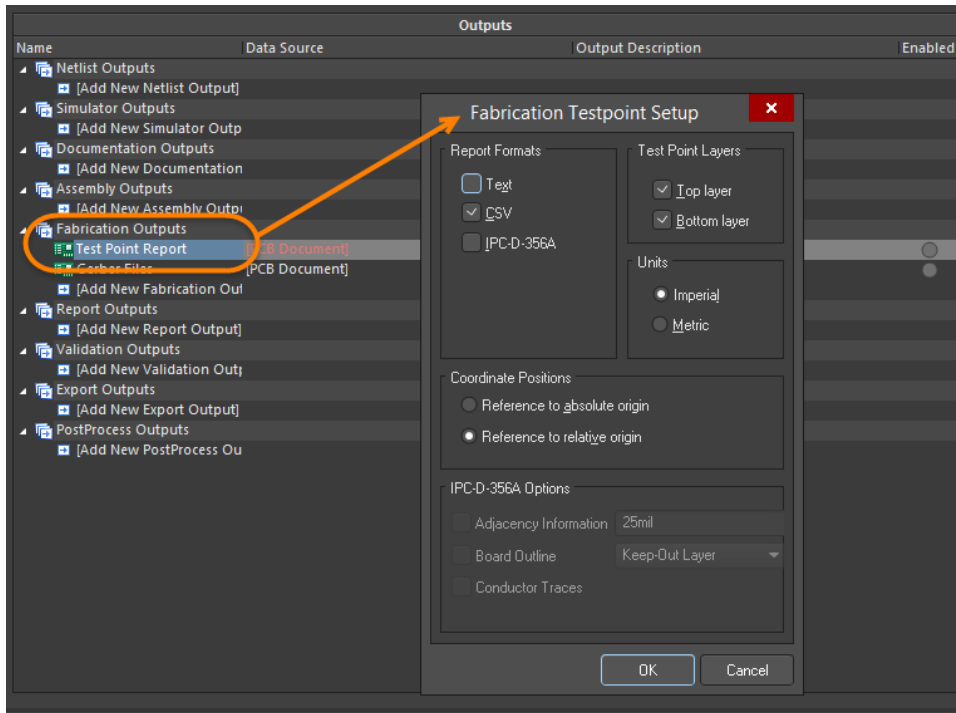 Outputs
Name Data Source Output Description Enabled
Netlist Outputs
[Add New Netlist Output]
Simulator Outputs
[Add New Simulator Outp
Documentation Outputs
[Add New Documentation
Assembly Outputs
[Add New Assembly Outpu
Fabrication Outputs
Test Point Report [PCB Document]
Gerber Files [PCB Document]
[Add New Fabrication Out
Report Outputs
[Add New Report Output]
Validation Outputs
[Add New Validation Outp
Export Outputs
[Add New Export Output]
PostProcess Outputs
[Add New PostProcess Ou
Fabrication Testpoint Setup
Report Formats
Text
CSV
IPC-D-356A
Test Point Layers
Top layer
Bottom layer
Units
Imperial
Metric
Coordinate Positions
Reference to absolute origin
Reference to relative origin
IPC-D-356A Options
Adjacency Information 25mil
Board Outline Keep-Out Layer
Conductor Traces
OK Cancel